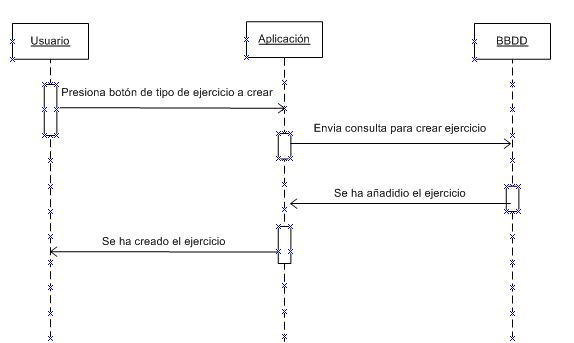 Usuario
Aplicación
BBDD
Presiona botón de tipo de ejercicio a crear
Envia consulta para crear ejercicio
Se ha añadidio el ejercicio
Se ha creado el ejercicio